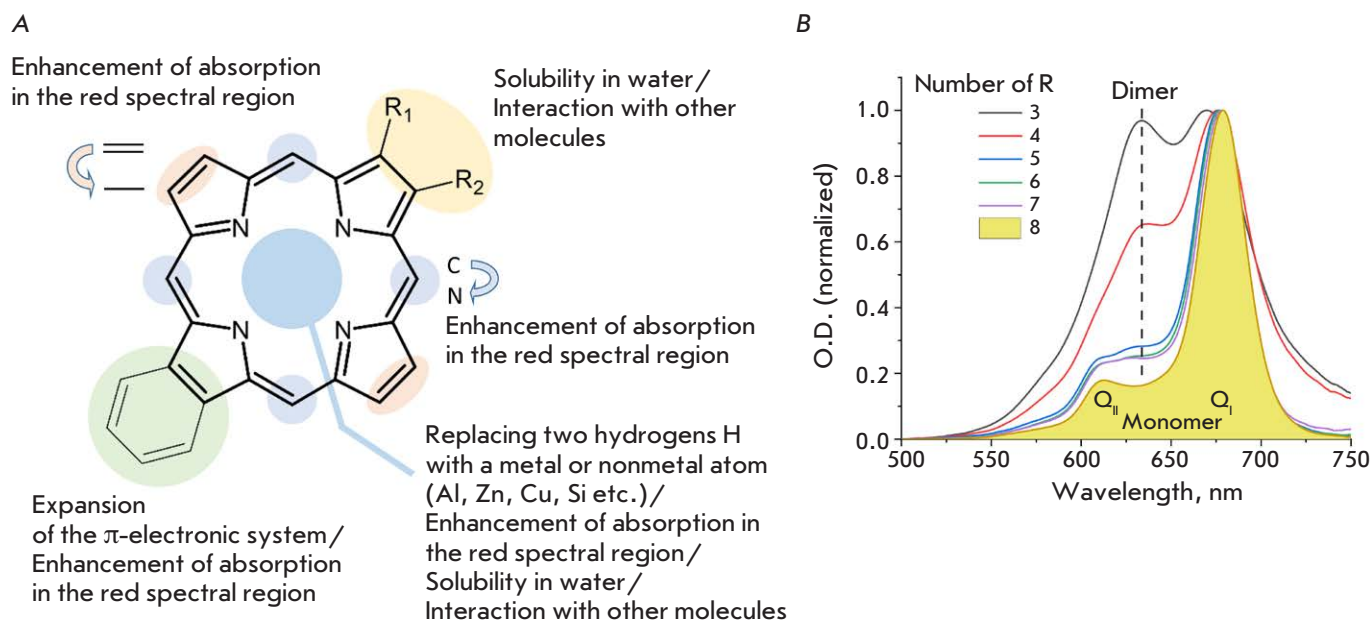 A
Enhancement of absorption
in the red spectral region
Solubility in water/
Interaction with other
molecules
R1
R2
N
N
N
N
C
N
Enhancement of absorption
in the red spectral region
Expansion
of the π-electronic system/
Enhancement of absorption
in the red spectral region
Replacing two hydrogens H
with a metal or nonmetal atom
(Al, Zn, Cu, Si etc.)/
Enhancement of absorption in
the red spectral region/
Solubility in water/
Interaction with other molecules
B
Number of R
3
4
5
6
7
8
Dimer
1.0
0.8
0.6
0.4
0.2
0.0
O.D. (normalized)
QII
QI
Monomer
500
550
600
650
700
750
Wavelength, nm